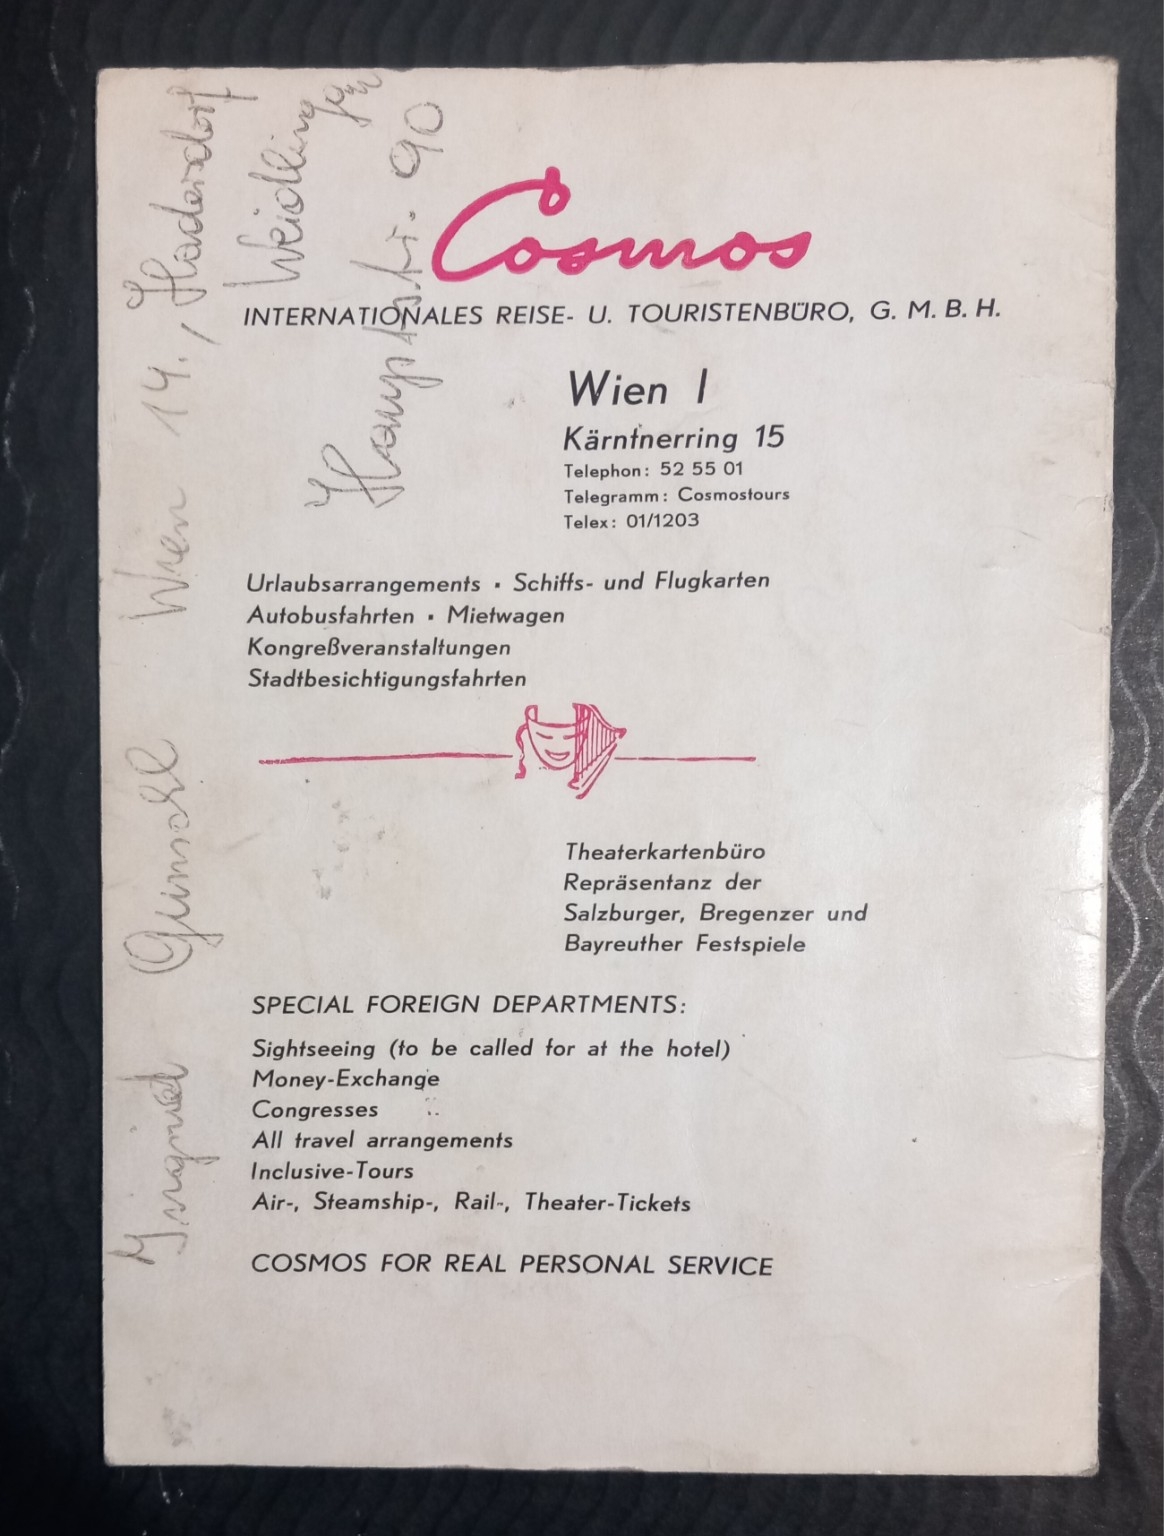 Cosmos
INTERNATIONALES REISE- U. TOURISTENBÜRO, G. M. B. H.
Wien I
Kärntnerring 15
Telephon: 52 55 01
Telegramm: Cosmostours
Telex: 01/1203
Urlaubsarrangements ▪ Schiffs- und Flugkarten
Autobusfahrten ▪ Mietwagen
Kongreßveranstaltungen
Stadtbesichtigungsfahrten
Theaterkartenbüro
Repräsentanz der
Salzburger, Bregenzer und
Bayreuther Festspiele
SPECIAL FOREIGN DEPARTMENTS:
Sightseeing (to be called for at the hotel)
Money-Exchange
Congresses
All travel arrangements
Inclusive-Tours
Air-, Steamship-, Rail-, Theater-Tickets
COSMOS FOR REAL PERSONAL SERVICE
Ingrid Wien 14., Hadersdorf
Weidlingau
Hauptstr. 90